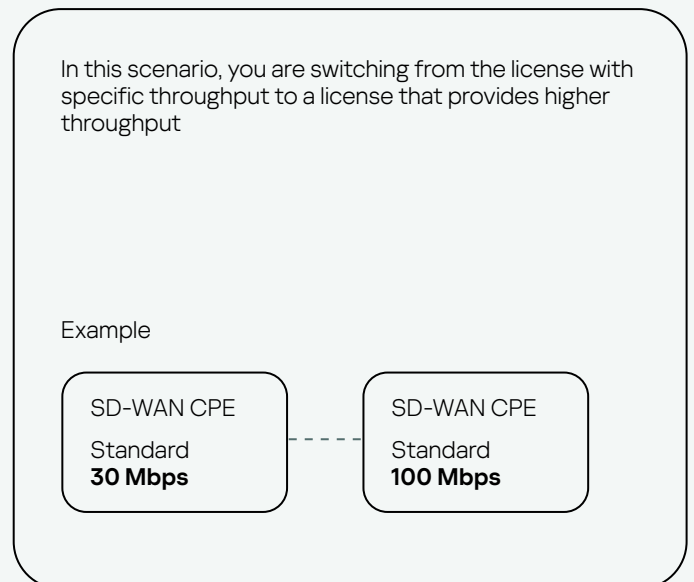 In this scenario, you are switching from the license with
specific throughput to a license that provides higher
throughput
Example
SD-WAN CPE
Standard
30 Mbps
SD-WAN CPE
Standard
100 Mbps